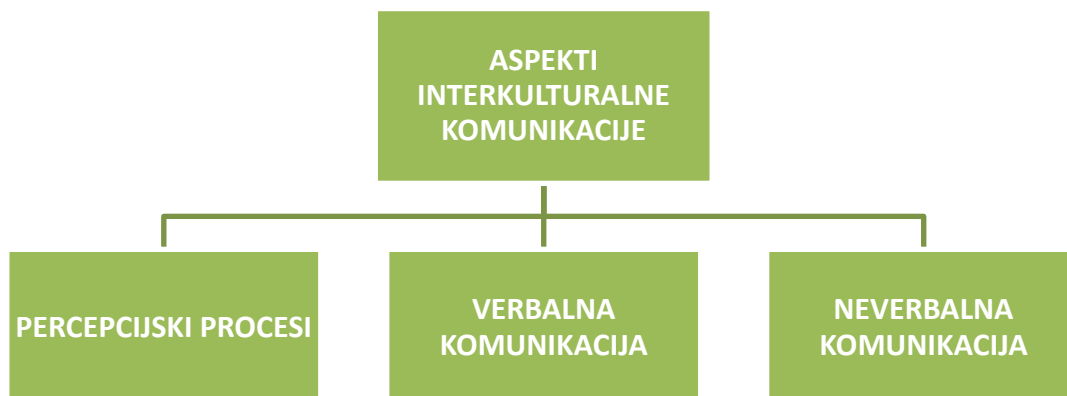 ASPEKTI
INTERKULTURALNE
KOMUNIKACIJE
PERCEPCIJSKI PROCESI
VERBALNA
KOMUNIKACIJA
NEVERBALNA
KOMUNIKACIJA